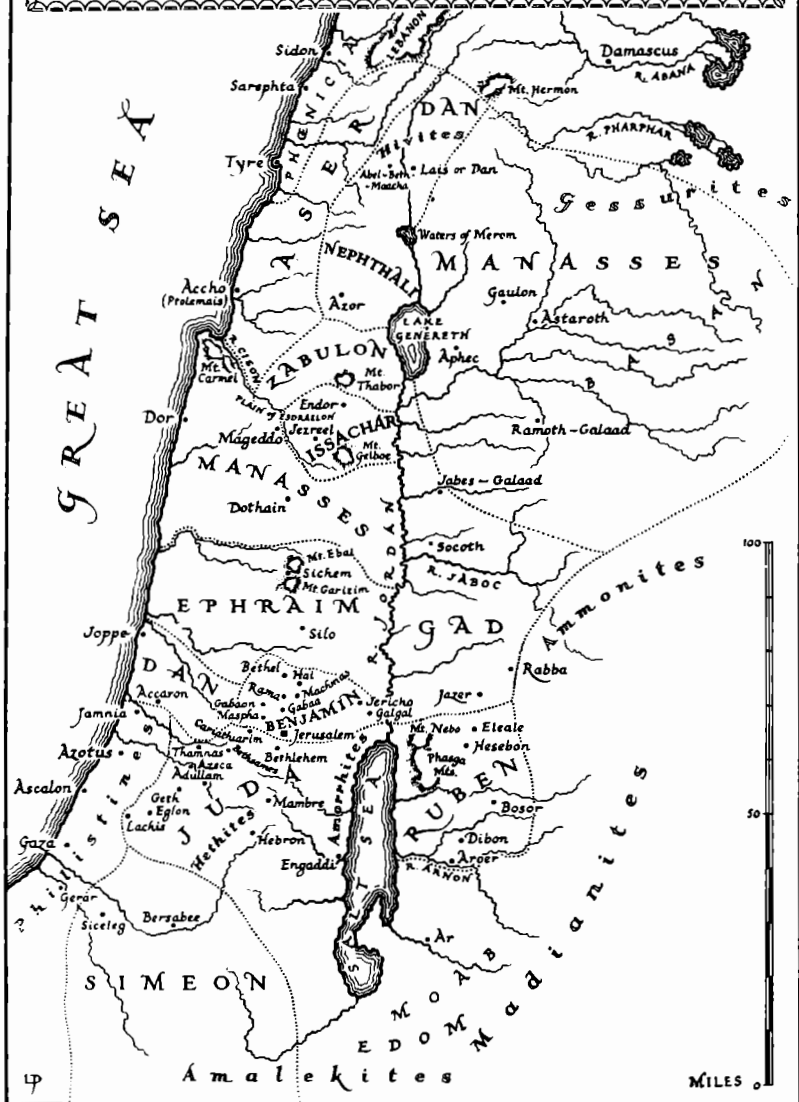 Sidon
LEBANON
Damascus
R. ABANA
Sarephta
PHŒNICIA
DAN
Mt. Hermon
GREAT SEA
ASER
Hivites
R. PHARPHAR
Tyre
Abel-Beth-
-Maacha
Lais or Dan
Gessurites
Waters of Merom
NEPHTHALI
MANASSES
Accho
(Ptolemais)
Azor
Gaulon
Astaroth
BASAN
LAKE
GENERETH
R. CISON
ZABULON
Aphec
Mt.
Carmel
Mt.
Thabor
PLAIN OF ESDRAELON
Endor
Dor
Mageddo
Jezreel
ISSACHAR
Mt.
Gelboe
Ramoth-Galaad
MANASSES
Dothain
Jabes-Galaad
R. JORDAN
Socoth
100
Mt. Ebal
Sichem
Mt. Garizim
R. JABOC
EPHRAIM
Silo
GAD
Ammonites
Joppe
DAN
Bethel
Hai
Rabba
Accaron
Rama
Machmas
Gabaon
Gabaa
Maspha
BENJAMIN
Jericho
Galgal
Jazer
Jamnia
Cariathiarim
Jerusalem
Mt. Nebo
Eleale
Hesebon
Azotus
Thamnas
Bethsames
Bethlehem
Azeca
Adullam
Phasga
Mts.
Ascalon
JUDA
Amorrhites
RUBEN
Geth
Eglon
Lachis
Mambre
Bosor
50
Philistines
Hethites
Hebron
SALT SEA
Dibon
Aroer
Gaza
Engaddi
R. ARNON
Gerar
Siceleg
Bersabee
Ar
SIMEON
MOAB
EDOM
Madianites
Amalekites
LP
MILES 0